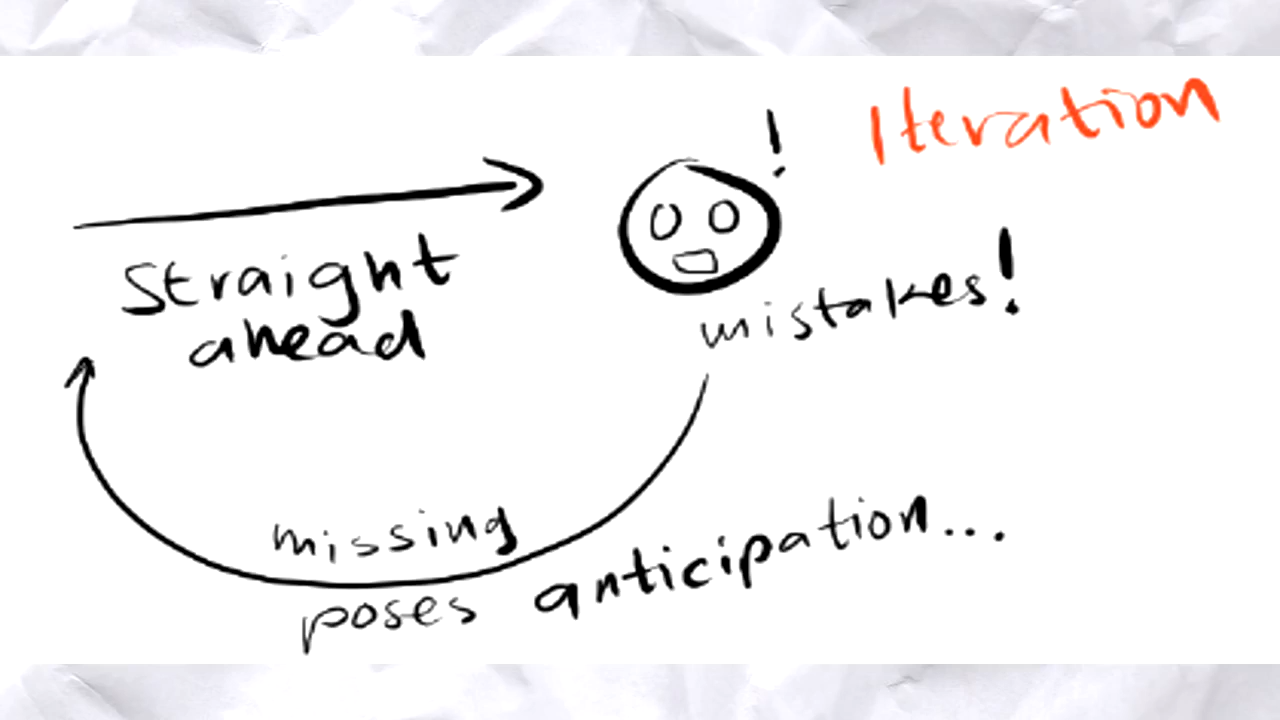 !
Iteration
Straight
ahead
mistakes!
missing
poses anticipation...